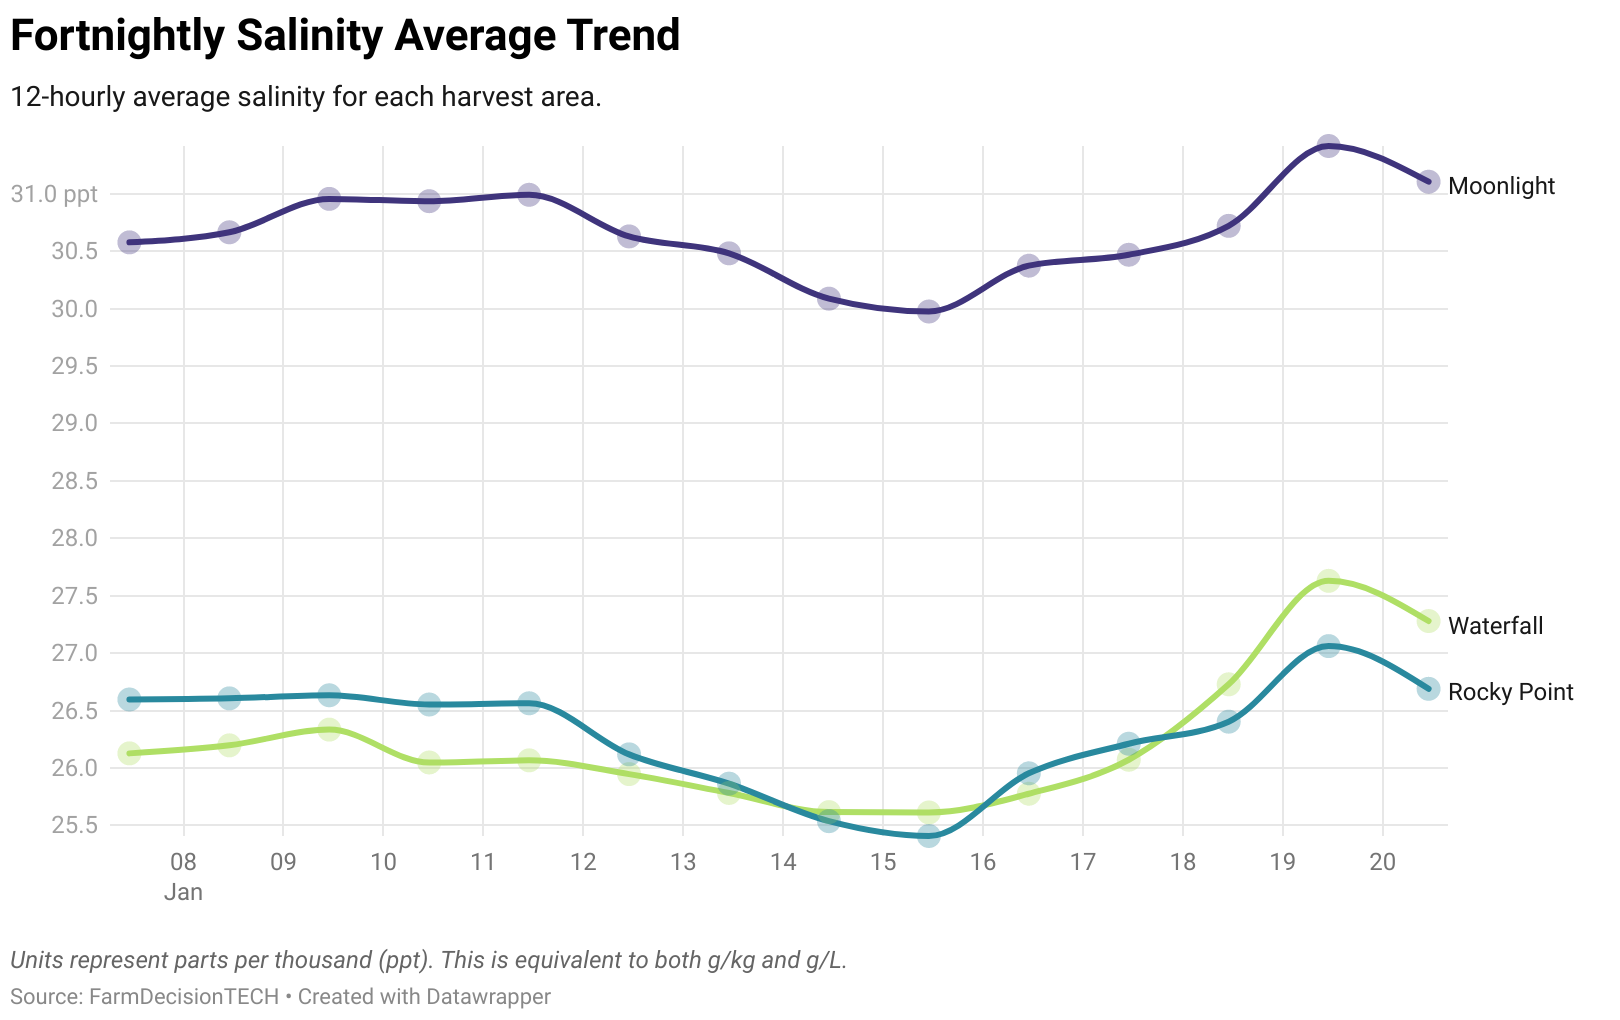 Fortnightly Salinity Average Trend
12-hourly average salinity for each harvest area.
31.0 ppt
30.5
30.0
29.5
29.0
28.5
28.0
27.5
27.0
26.5
26.0
25.5
Moonlight
Waterfall
Rocky Point
08 09 10 11 12 13 14 15 16 17 18 19 20
Jan
Units represent parts per thousand (ppt). This is equivalent to both g/kg and g/L.
Source: FarmDecisionTECH • Created with Datawrapper